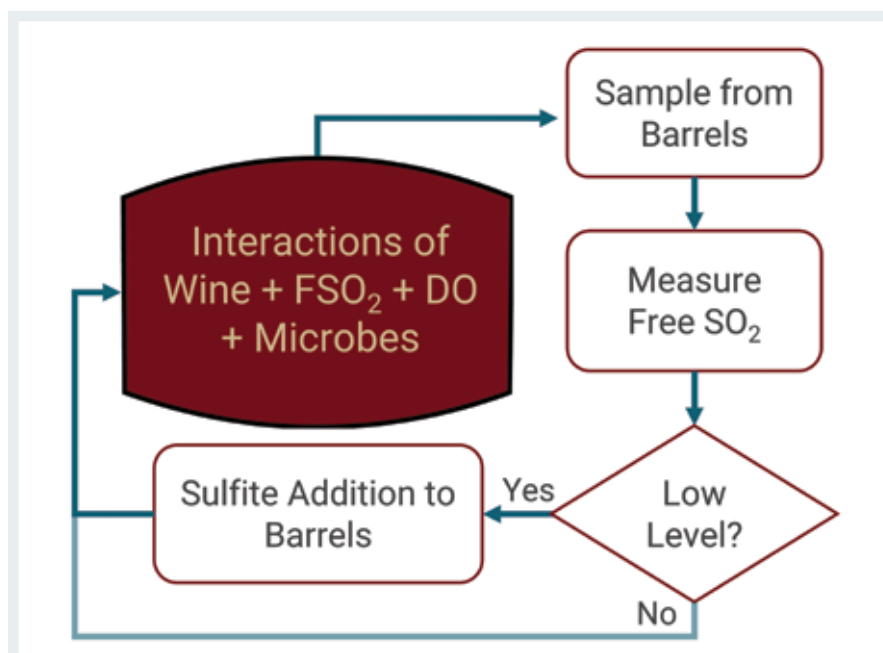 Sample from
Barrels
Interactions of
Wine + FSO₂ + DO
+ Microbes
Measure
Free SO₂
Low
Level?
Yes
Sulfite Addition to
Barrels
No